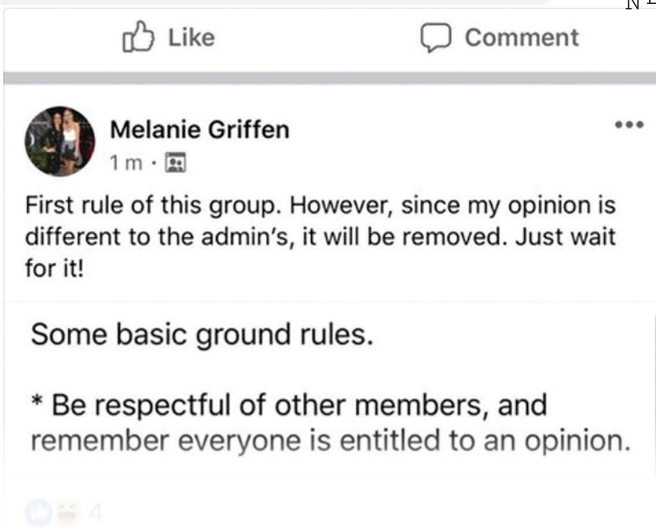 Like
Comment
Melanie Griffen
1 m ·
First rule of this group. However, since my opinion is
different to the admin's, it will be removed. Just wait
for it!
Some basic ground rules.
* Be respectful of other members, and
remember everyone is entitled to an opinion.
4